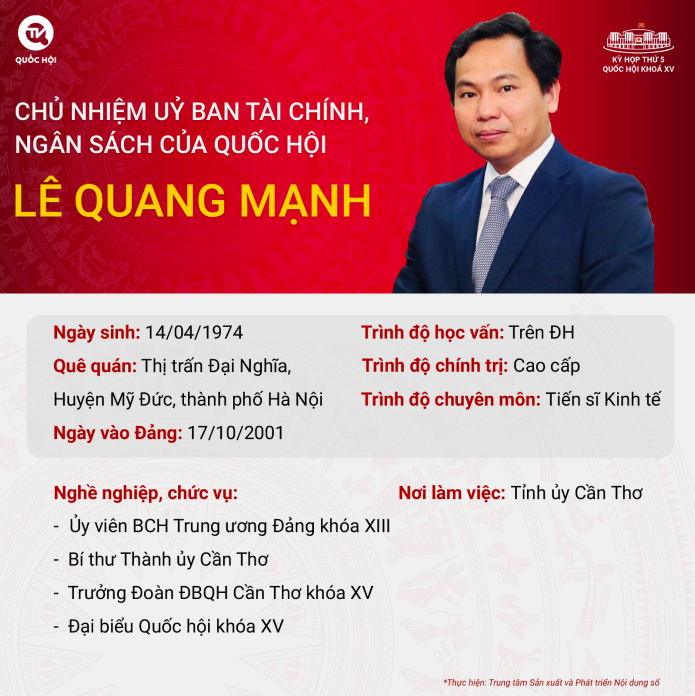 TV
QUỐC HỘI
KỲ HỌP THỨ 5
QUỐC HỘI KHOÁ XV
CHỦ NHIỆM UỶ BAN TÀI CHÍNH,
NGÂN SÁCH CỦA QUỐC HỘI
LÊ QUANG MẠNH
Ngày sinh: 14/04/1974
Quê quán: Thị trấn Đại Nghĩa,
Huyện Mỹ Đức, thành phố Hà Nội
Ngày vào Đảng: 17/10/2001
Trình độ học vấn: Trên ĐH
Trình độ chính trị: Cao cấp
Trình độ chuyên môn: Tiến sĩ Kinh tế
Nghề nghiệp, chức vụ:
- Ủy viên BCH Trung ương Đảng khóa XIII
- Bí thư Thành ủy Cần Thơ
- Trưởng Đoàn ĐBQH Cần Thơ khóa XV
- Đại biểu Quốc hội khóa XV
Nơi làm việc: Tỉnh ủy Cần Thơ
*Thực hiện: Trung tâm Sản xuất và Phát triển Nội dung số